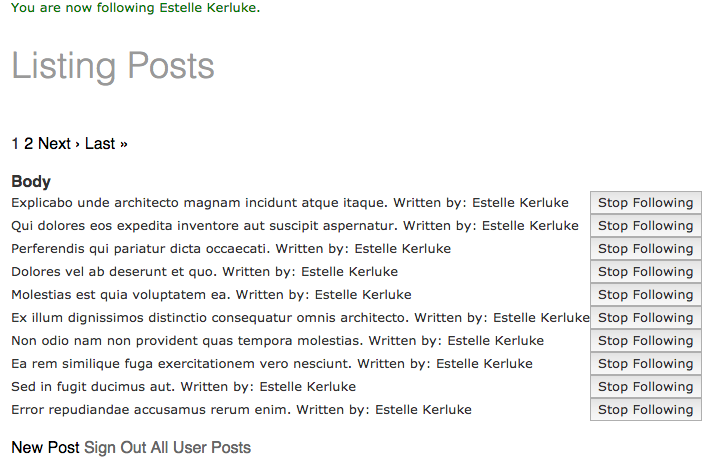 You are now following Estelle Kerluke.
Listing Posts
1 2 Next › Last »
Body
Explicabo unde architecto magnam incidunt atque itaque. Written by: Estelle Kerluke Stop Following
Qui dolores eos expedita inventore aut suscipit aspernatur. Written by: Estelle Kerluke Stop Following
Perferendis qui pariatur dicta occaecati. Written by: Estelle Kerluke Stop Following
Dolores vel ab deserunt et quo. Written by: Estelle Kerluke Stop Following
Molestias est quia voluptatem ea. Written by: Estelle Kerluke Stop Following
Ex illum dignissimos distinctio consequatur omnis architecto. Written by: Estelle Kerluke Stop Following
Non odio nam non provident quas tempora molestias. Written by: Estelle Kerluke Stop Following
Ea rem similique fuga exercitationem vero nesciunt. Written by: Estelle Kerluke Stop Following
Sed in fugit ducimus aut. Written by: Estelle Kerluke Stop Following
Error repudiandae accusamus rerum enim. Written by: Estelle Kerluke Stop Following
New Post Sign Out All User Posts